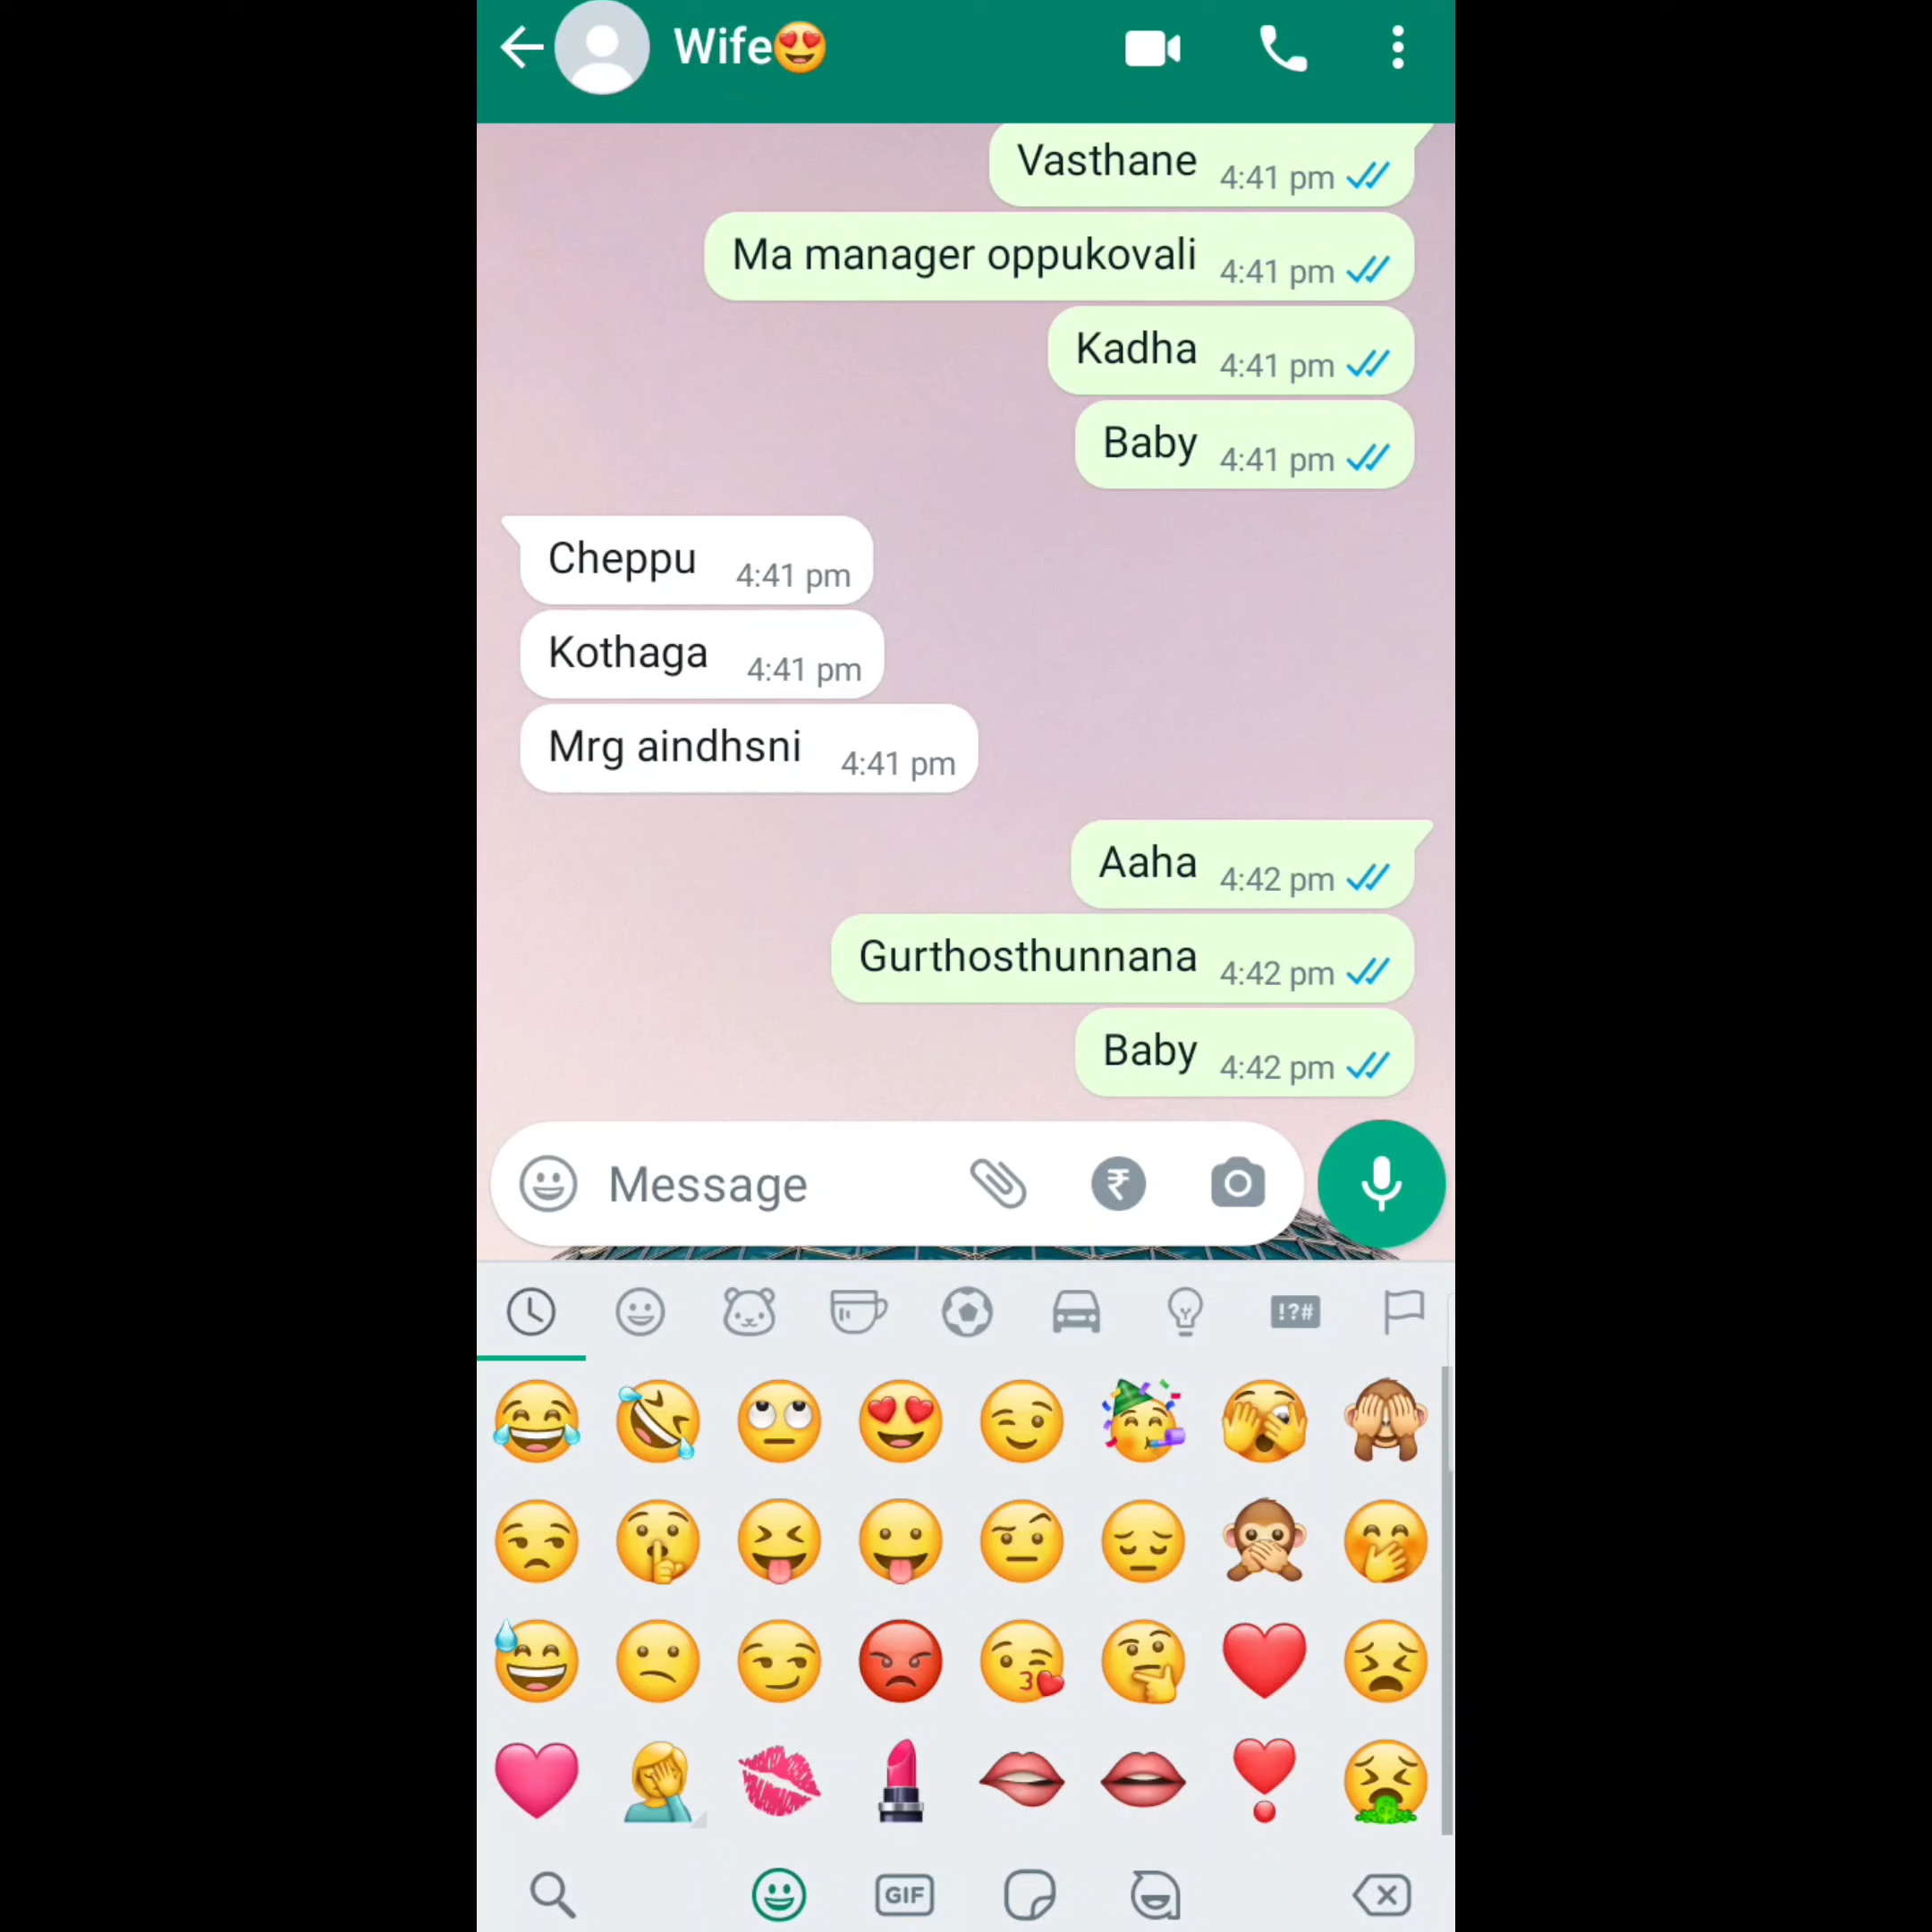 Wife😍
Vasthane 4:41 pm
Ma manager oppukovali 4:41 pm
Kadha 4:41 pm
Baby 4:41 pm
Cheppu 4:41 pm
Kothaga 4:41 pm
Mrg aindhsni 4:41 pm
Aaha 4:42 pm
Gurthosthunnana 4:42 pm
Baby 4:42 pm
Message ₹
!?#
GIF